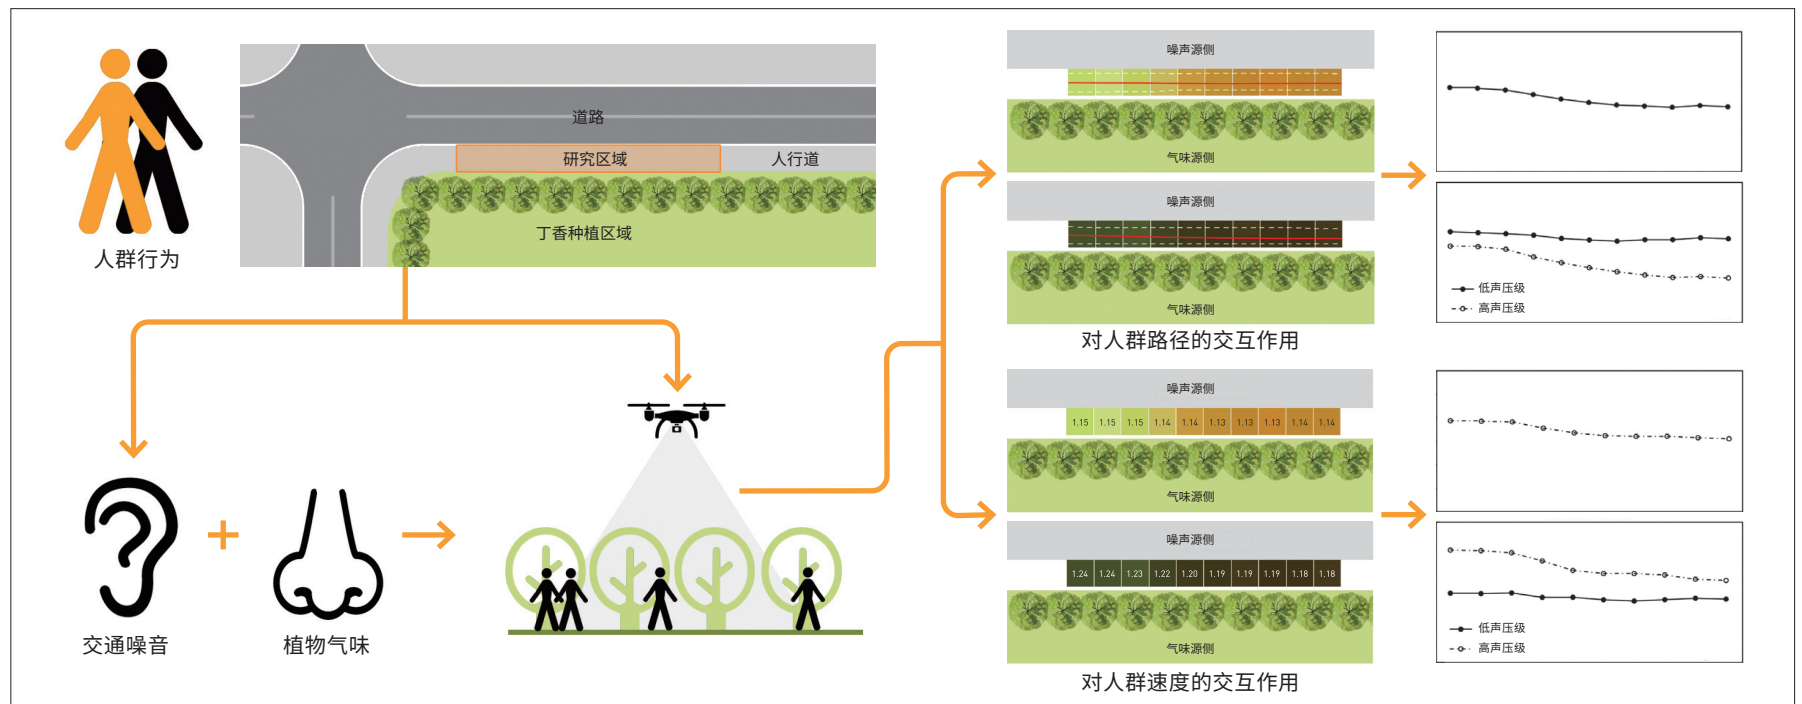 人群行为
道路
研究区域
人行道
丁香种植区域
交通噪音
+
植物气味
噪声源侧
气味源侧
噪声源侧
气味源侧
对人群路径的交互作用
低声压级
高声压级
噪声源侧
1.15 1.15 1.15 1.14 1.14 1.13 1.13 1.13 1.14 1.14
气味源侧
噪声源侧
1.24 1.24 1.23 1.22 1.20 1.19 1.19 1.19 1.18 1.18
气味源侧
对人群速度的交互作用
低声压级
高声压级